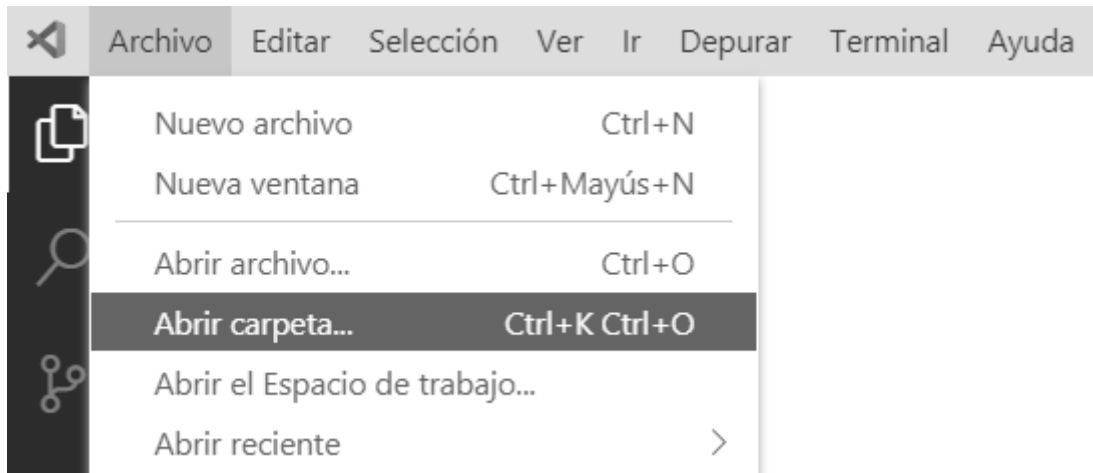 Archivo Editar Selección Ver Ir Depurar Terminal Ayuda
Nuevo archivo Ctrl+N
Nueva ventana Ctrl+Mayús+N
Abrir archivo... Ctrl+O
Abrir carpeta... Ctrl+K Ctrl+O
Abrir el Espacio de trabajo...
Abrir reciente